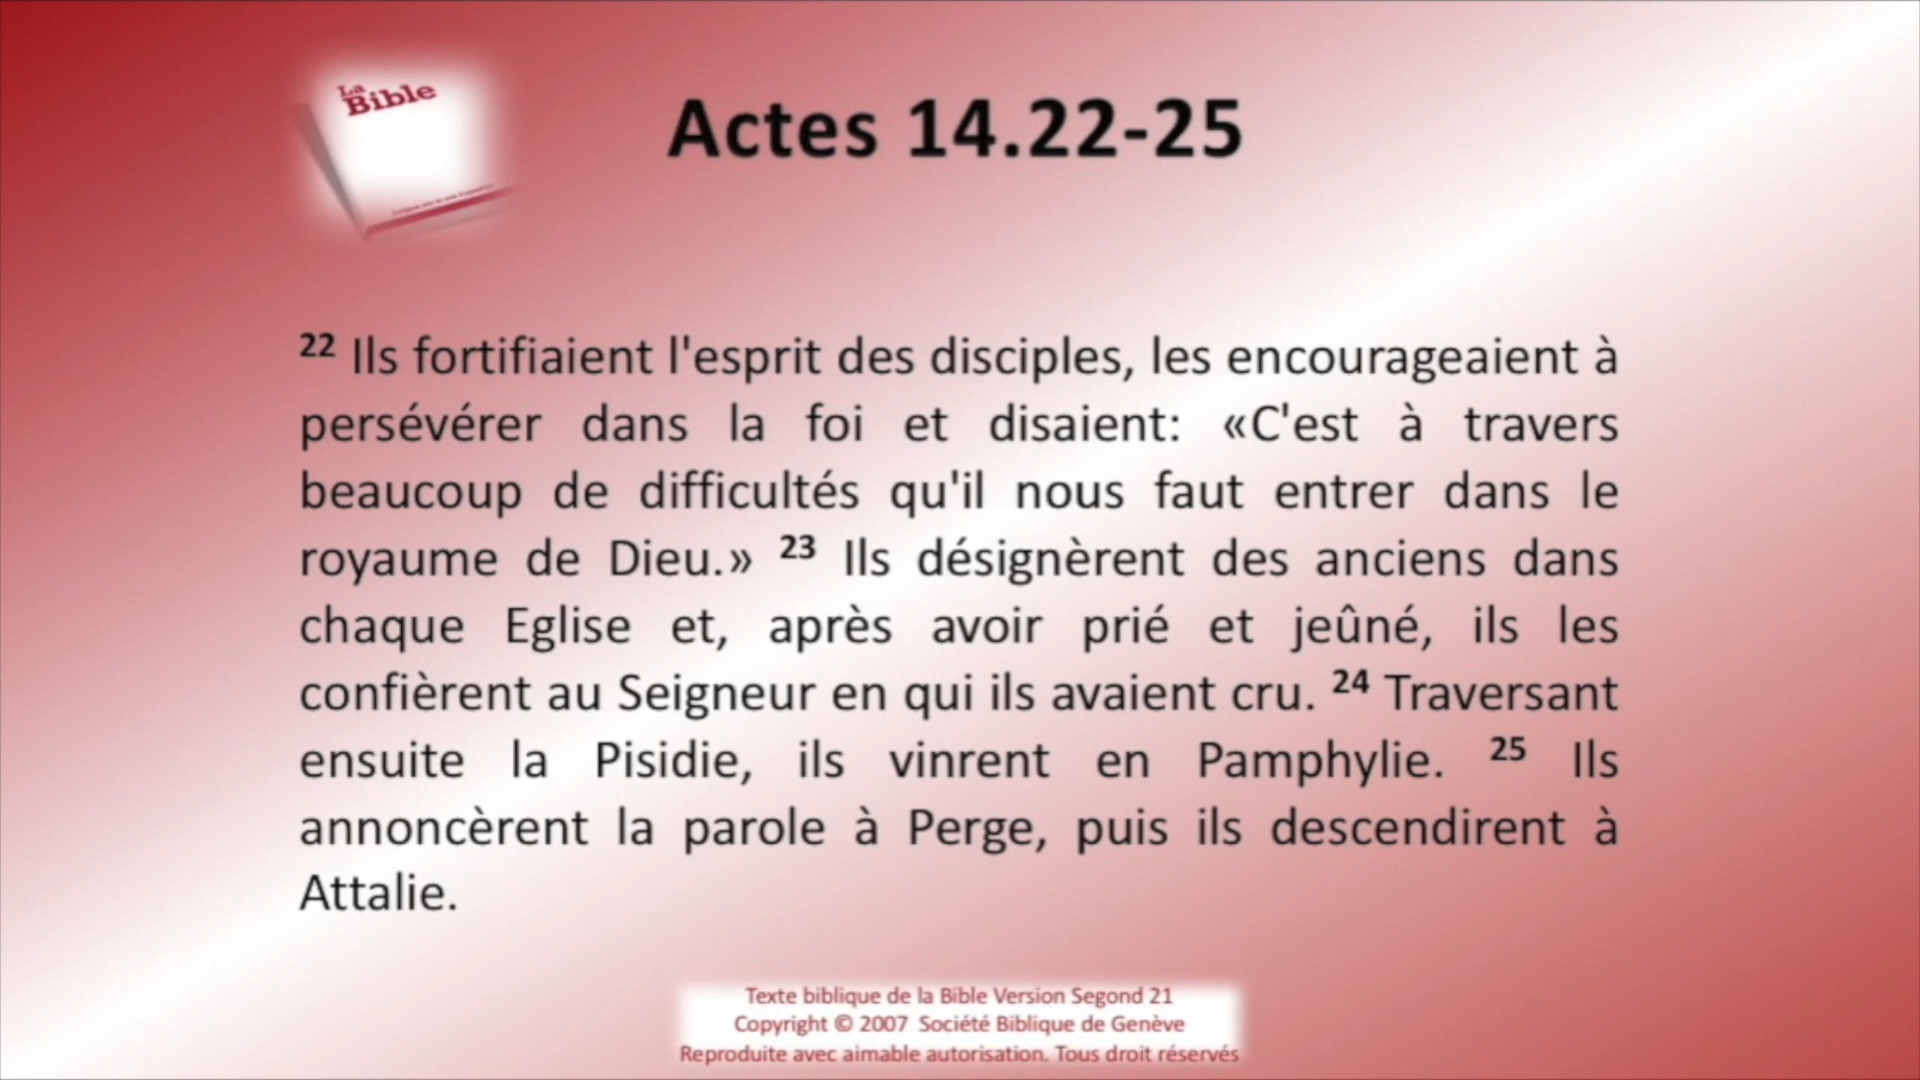 La
Bible
Actes 14.22-25
22 Ils fortifiaient l'esprit des disciples, les encourageaient à
persévérer dans la foi et disaient: «C'est à travers
beaucoup de difficultés qu'il nous faut entrer dans le
royaume de Dieu.» 23 Ils désignèrent des anciens dans
chaque Eglise et, après avoir prié et jeûné, ils les
confièrent au Seigneur en qui ils avaient cru. 24 Traversant
ensuite la Pisidie, ils vinrent en Pamphylie. 25 Ils
annoncèrent la parole à Perge, puis ils descendirent à
Attalie.
Texte biblique de la Bible Version Segond 21
Copyright © 2007 Société Biblique de Genève
Reproduite avec aimable autorisation. Tous droit réservés